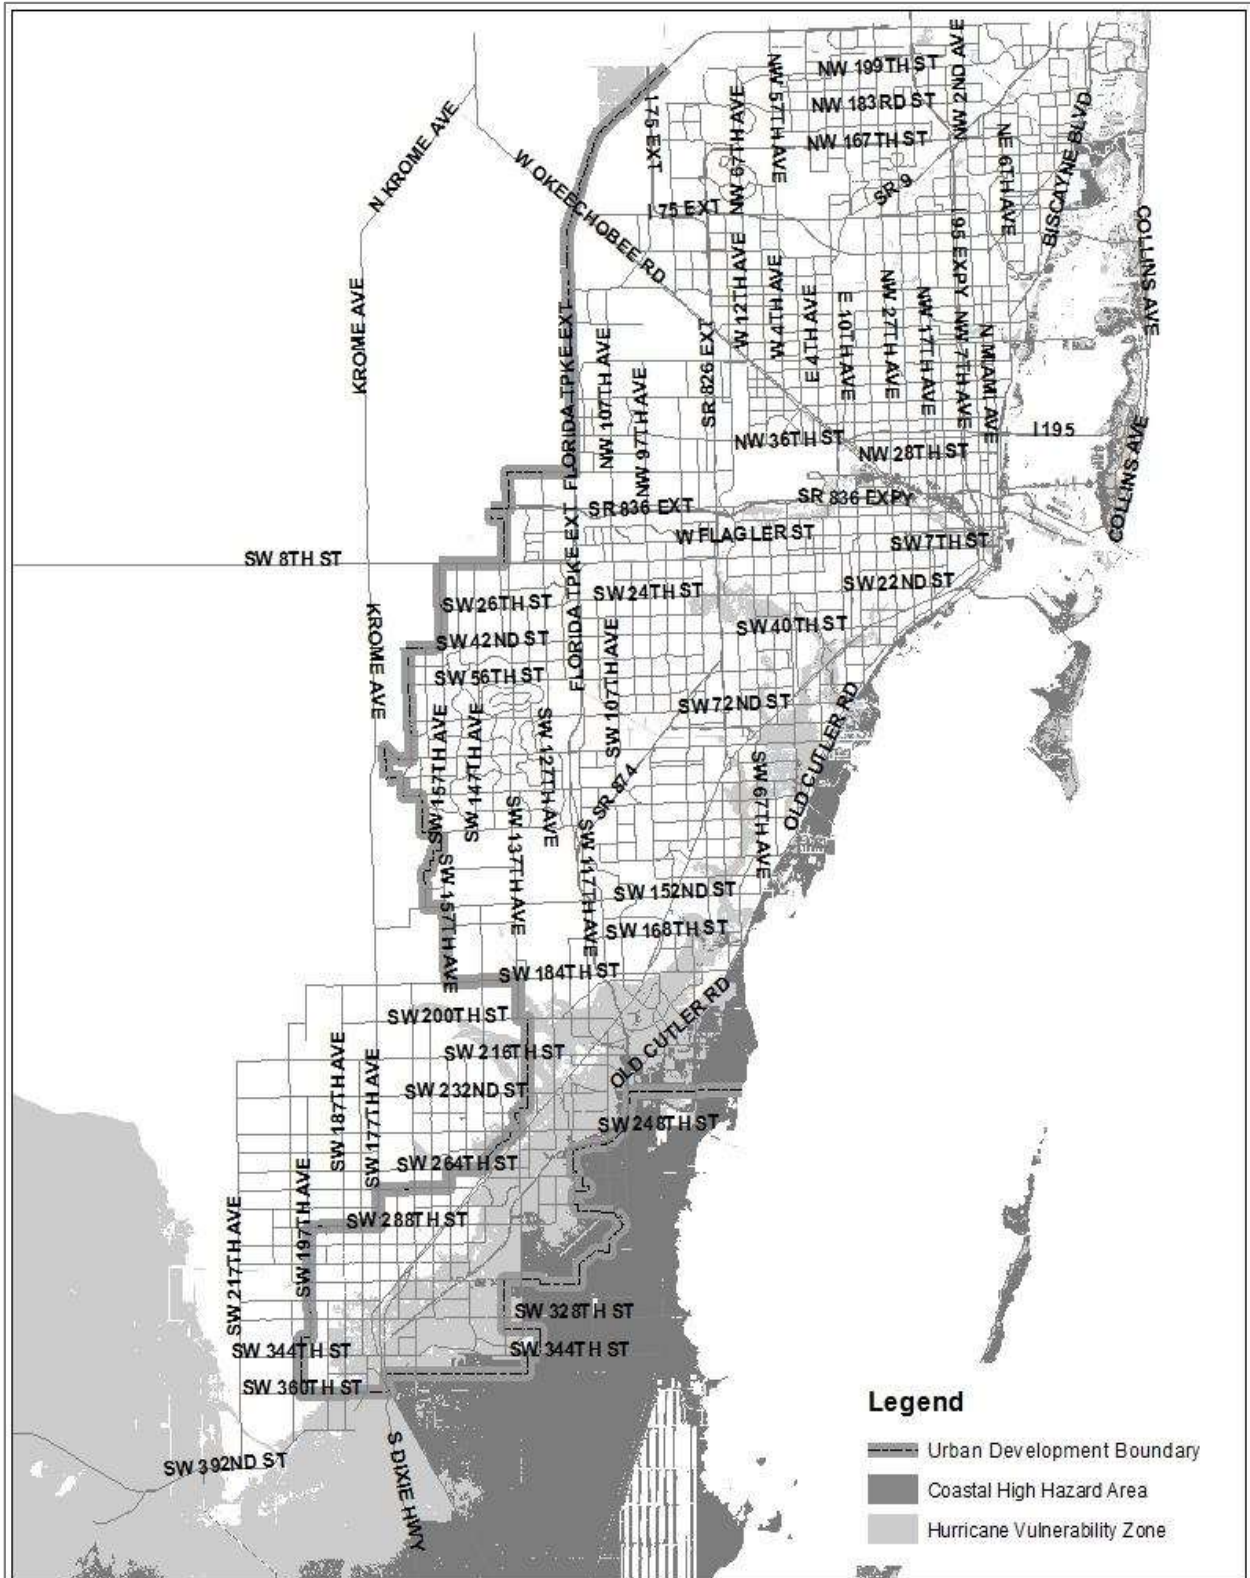 NW 199TH ST
NW 183RD ST
NW 167TH ST
NW 2ND AVE
NW 57TH AVE
NW 67TH AVE
I 75 EXT
NE 6TH AVE
BISCAYNE BLVD
N KROME AVE
W OKEECHOBEE RD
SR 9
I 75 EXT
COLLINS AVE
I 95 EXPY
W 12TH AVE
W 4TH AVE
E 4TH AVE
E 10TH AVE
NW 27TH AVE
NW 17TH AVE
NW 7TH AVE
N MIAMI AVE
KROME AVE
FLORIDA TPKE EXT
NW 107TH AVE
NW 97TH AVE
SR 826 EXT
NW 36TH ST
I 195
NW 28TH ST
COLLINS AVE
SR 836 EXPY
SR 836 EXT
W FLAGLER ST
SW 7TH ST
SW 8TH ST
FLORIDA TPKE EXT
SW 22ND ST
SW 24TH ST
SW 26TH ST
SW 40TH ST
SW 42ND ST
KROME AVE
SW 56TH ST
SW 107TH AVE
SW 72ND ST
OLD CUTLER RD
SW 157TH AVE
SW 147TH AVE
SW 127TH AVE
SW 137TH AVE
SR 874
SW 67TH AVE
SW 117TH AVE
SW 152ND ST
SW 157TH AVE
SW 168TH ST
SW 184TH ST
OLD CUTLER RD
SW 200TH ST
SW 216TH ST
SW 187TH AVE
SW 177TH AVE
SW 232ND ST
SW 248TH ST
SW 264TH ST
SW 197TH AVE
SW 217TH AVE
SW 288TH ST
SW 328TH ST
SW 344TH ST
SW 344TH ST
SW 360TH ST
SW 392ND ST
S DIXIE HWY
Legend
Urban Development Boundary
Coastal High Hazard Area
Hurricane Vulnerability Zone